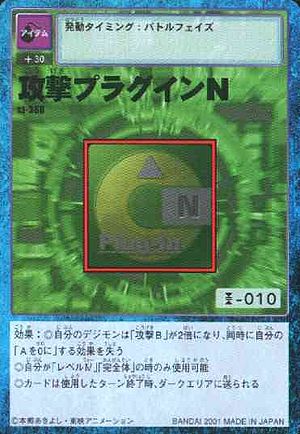 アイテム
発動タイミング:バトルフェイズ
+30
攻撃プラグインN
N
Plug-In
-010
効果:◎自分のデジモンは「攻撃B」が2倍になり、同時に自分の
「Aを0に」する効果を失う
◎自分が「レベルⅣ」「完全体」の時のみ使用可能
◎カードは使用したターン終了時、ダークエリアに送られる
©本郷あきよし・東映アニメーション
BANDAI 2001 MADE IN JAPAN